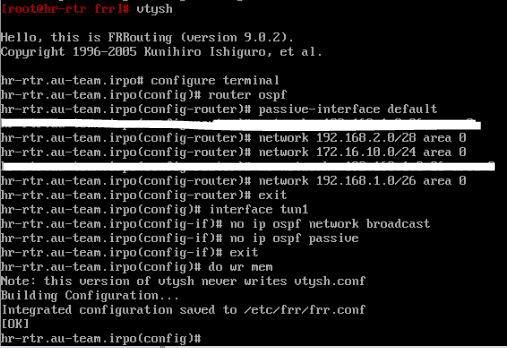 [root@hr-rtr frr]# vtysh
Hello, this is FRRouting (version 9.0.2).
Copyright 1996-2005 Kunihiro Ishiguro, et al.
hr-rtr.au-team.irpo# configure terminal
hr-rtr.au-team.irpo(config)# router ospf
hr-rtr.au-team.irpo(config-router)# passive-interface default
hr-rtr.au-team.irpo(config-router)# network 192.168.2.0/28 area 0
hr-rtr.au-team.irpo(config-router)# network 172.16.10.0/24 area 0
hr-rtr.au-team.irpo(config-router)# network 192.168.1.0/26 area 0
hr-rtr.au-team.irpo(config-router)# exit
hr-rtr.au-team.irpo(config)# interface tun1
hr-rtr.au-team.irpo(config-if)# no ip ospf network broadcast
hr-rtr.au-team.irpo(config-if)# no ip ospf passive
hr-rtr.au-team.irpo(config-if)# exit
hr-rtr.au-team.irpo(config)# do wr mem
Note: this version of vtysh never writes vtysh.conf
Building Configuration...
Integrated configuration saved to /etc/frr/frr.conf
[OK]
hr-rtr.au-team.irpo(config)#